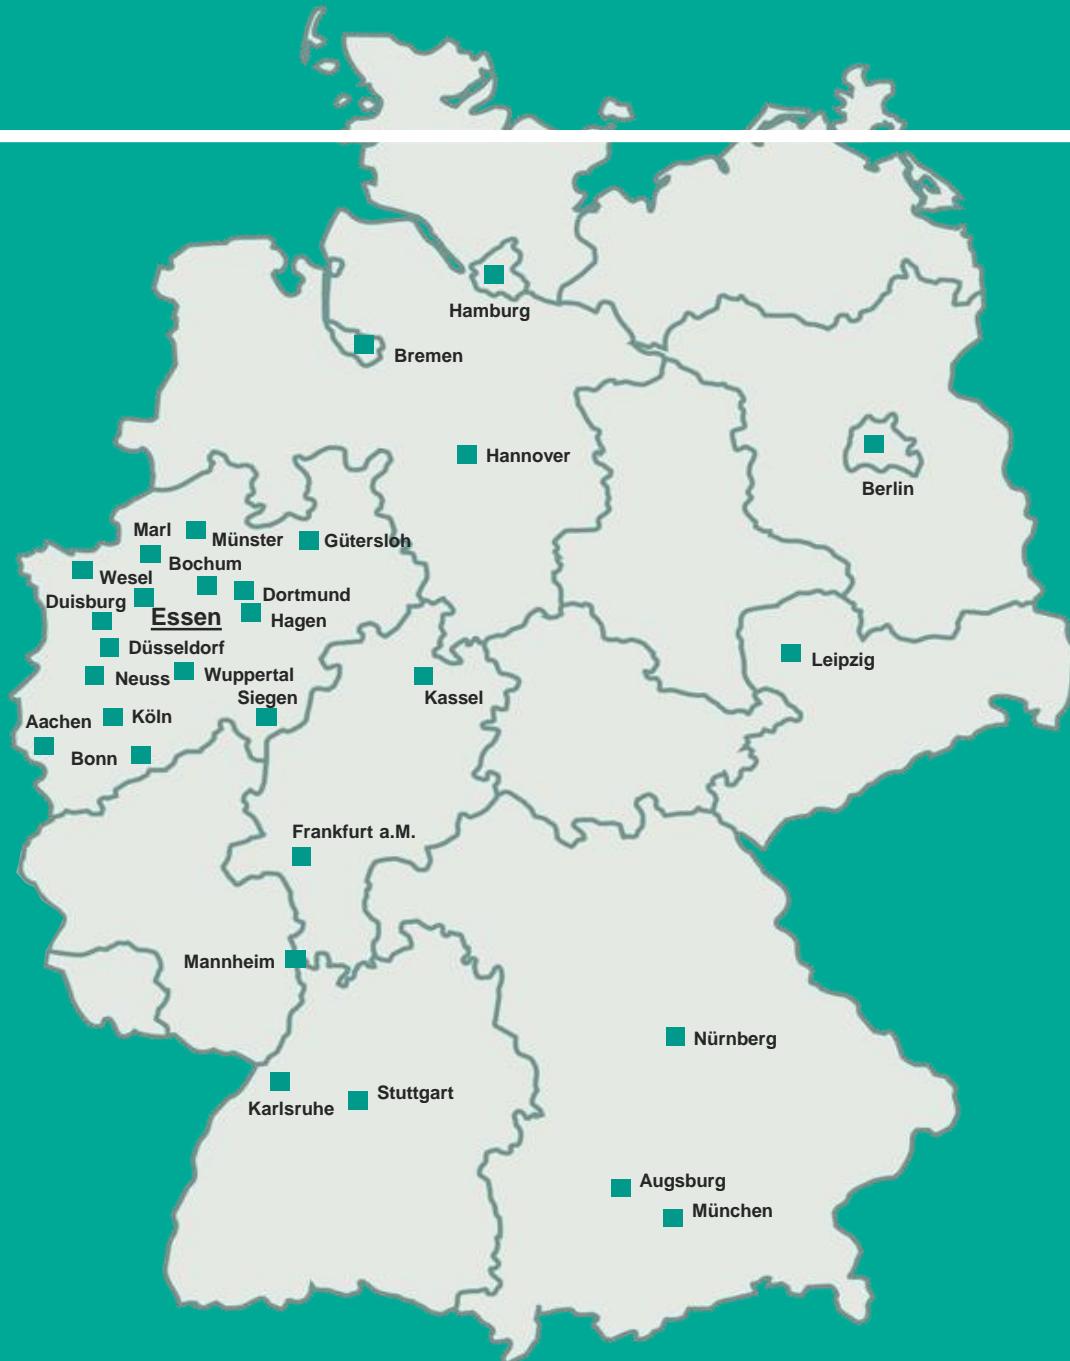 Hamburg
Bremen
Hannover
Berlin
Marl
Münster
Gütersloh
Bochum
Wesel
Dortmund
Duisburg
Essen
Hagen
Düsseldorf
Leipzig
Wuppertal
Neuss
Siegen
Kassel
Köln
Aachen
Bonn
Frankfurt a.M.
Mannheim
Nürnberg
Stuttgart
Karlsruhe
Augsburg
München